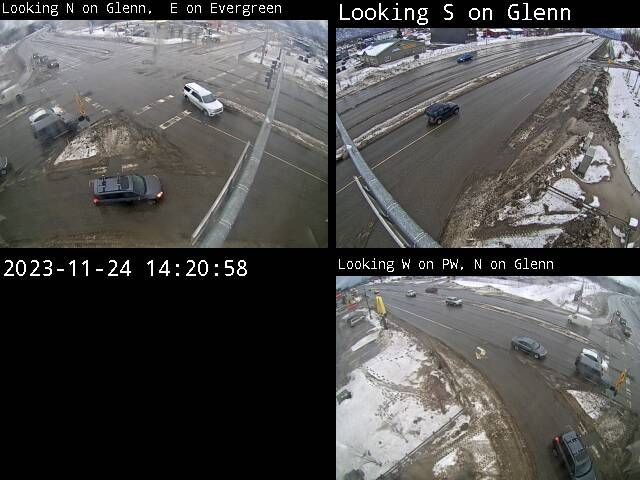 Looking N on Glenn,  E on Evergreen
Looking S on Glenn
2023-11-24 14:20:58
Looking W on PW, N on Glenn